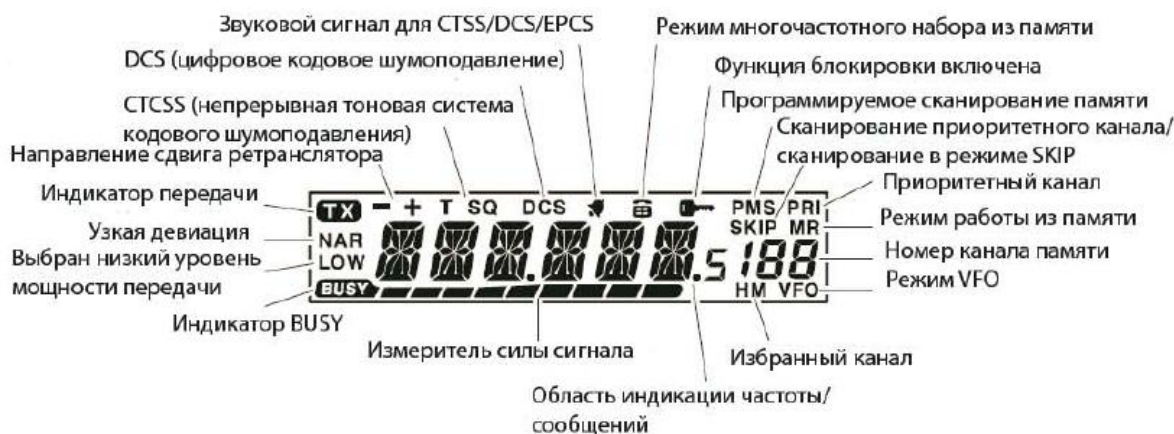 Звуковой сигнал для CTSS/DCS/EPCS
Режим многочастотного набора из памяти
DCS (цифровое кодовое шумоподавление)
Функция блокировки включена
CTCSS (непрерывная тоновая система
кодового шумоподавления)
Программируемое сканирование памяти
Сканирование приоритетного канала/
сканирование в режиме SKIP
Направление сдвига ретранслятора
Приоритетный канал
Индикатор передачи
Режим работы из памяти
Узкая девиация
Номер канала памяти
Выбран низкий уровень
мощности передачи
Режим VFO
Индикатор BUSY
Измеритель силы сигнала
Избранный канал
Область индикации частоты/
сообщений
TX - + T SQ DCS PMS PRI
SKIP MR
NAR
LOW
.5 188
BUSY
HM VFO